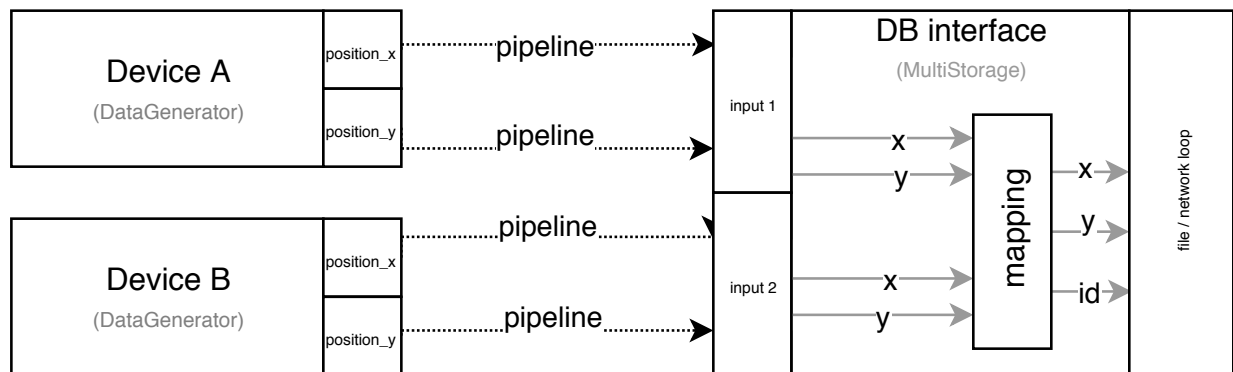 Device A
(DataGenerator)
position_x
position_y
pipeline
pipeline
Device B
(DataGenerator)
position_x
position_y
pipeline
pipeline
input 1
input 2
DB interface
(MultiStorage)
x
y
x
y
mapping
x
y
id
file / network loop